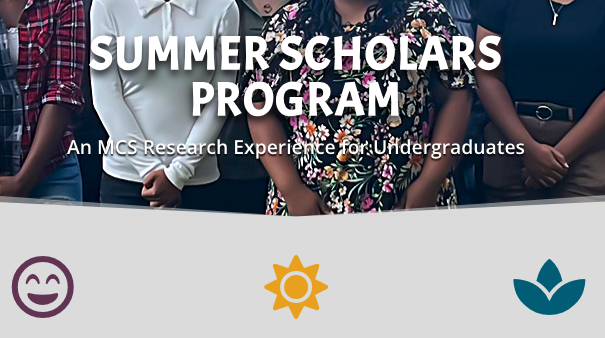 SUMMER SCHOLARS
PROGRAM
An MCS Research Experience for Undergraduates